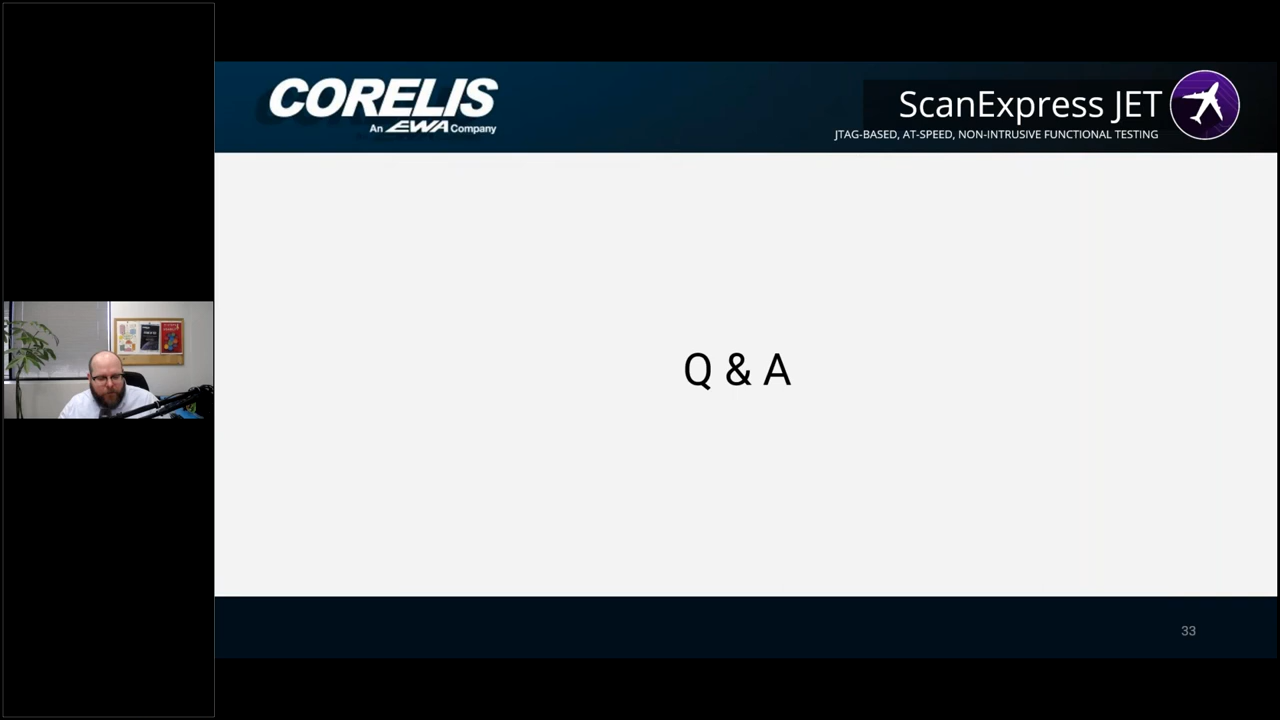 CORELIS
An EWA Company
ScanExpress JET
JTAG-BASED, AT-SPEED, NON-INTRUSIVE FUNCTIONAL TESTING
Q & A
33